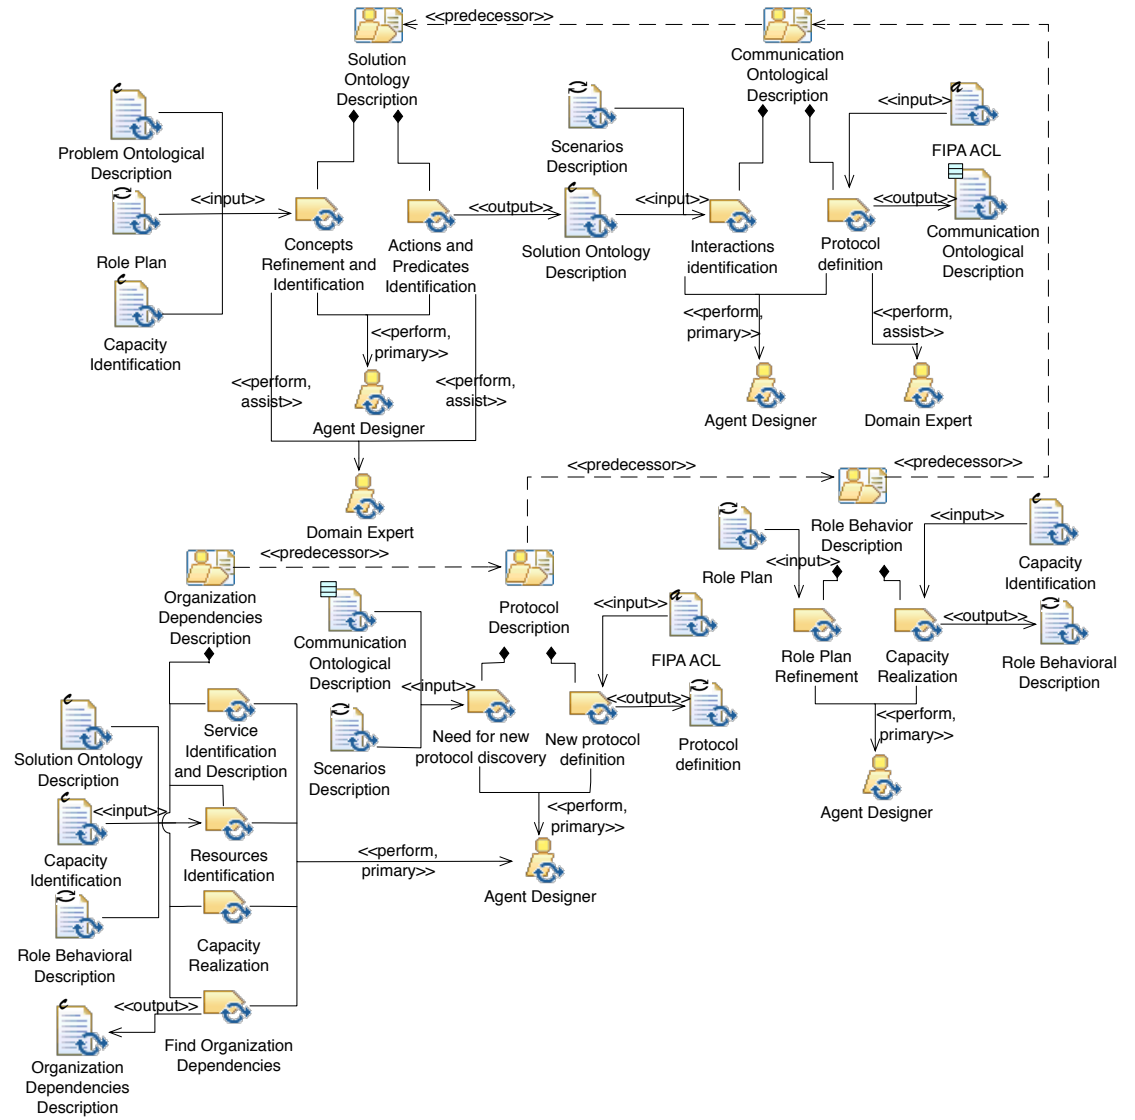 <<predecessor>>
Solution
Ontology
Description
Communication
Ontological
Description
c
Problem Ontological
Description
Scenarios
Description
<<input>>
a
FIPA ACL
<<input>>
Role Plan
Concepts
Refinement and
Identification
Actions and
Predicates
Identification
<<output>>
c
Solution Ontology
Description
<<input>>
Interactions
identification
Protocol
definition
<<output>>
Communication
Ontological
Description
c
Capacity
Identification
<<perform,
primary>>
<<perform,
assist>>
<<perform,
assist>>
Agent Designer
Domain Expert
<<perform,
primary>>
<<perform,
assist>>
Agent Designer
Domain Expert
<<predecessor>>
<<predecessor>>
<<predecessor>>
Organization
Dependencies
Description
Protocol
Description
Role Behavior
Description
Role Plan
<<input>>
<<input>>
c
Capacity
Identification
Role Plan
Refinement
Capacity
Realization
<<output>>
Role Behavioral
Description
<<perform,
primary>>
Agent Designer
Communication
Ontological
Description
Scenarios
Description
<<input>>
<<input>>
a
FIPA ACL
Need for new
protocol discovery
New protocol
definition
<<output>>
Protocol
definition
<<perform,
primary>>
Agent Designer
c
Solution Ontology
Description
Service
Identification
and Description
c
<<input>>
Capacity
Identification
Resources
Identification
<<perform,
primary>>
Role Behavioral
Description
Capacity
Realization
<<output>>
c
Organization
Dependencies
Description
Find Organization
Dependencies